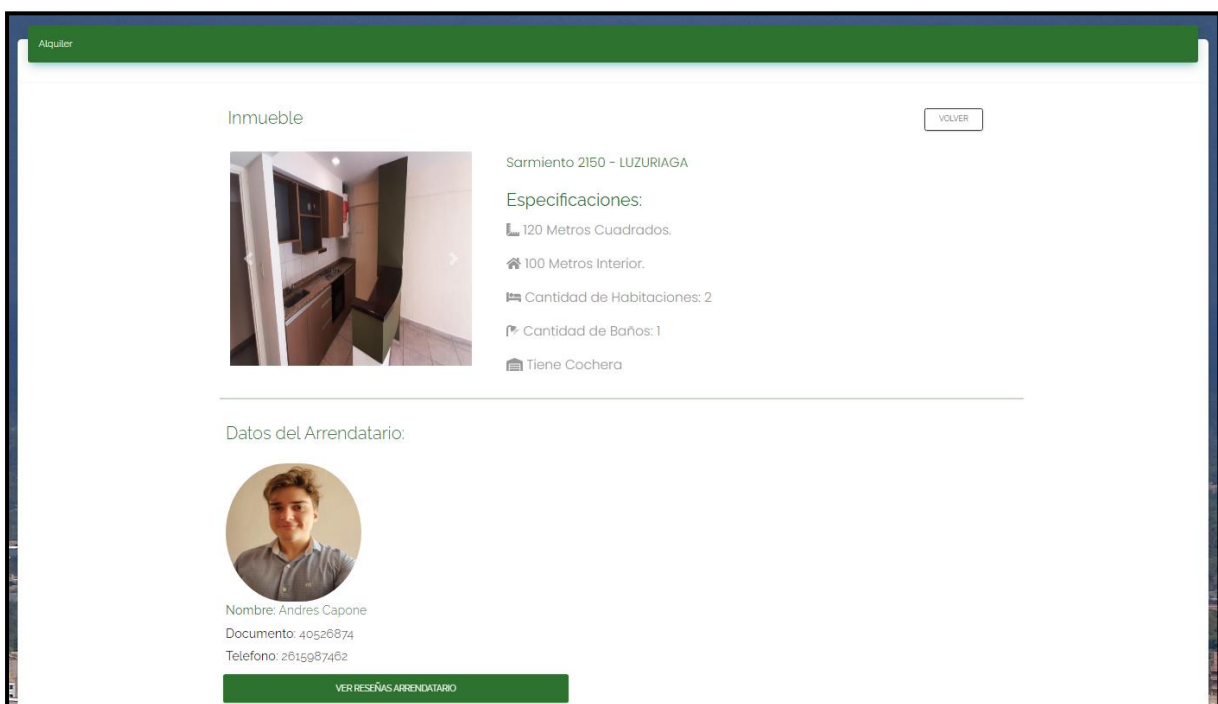 Alquiler
Inmueble
VOLVER
Sarmiento 2150 - LUZURIAGA
Especificaciones:
120 Metros Cuadrados.
100 Metros Interior.
Cantidad de Habitaciones: 2
Cantidad de Baños: 1
Tiene Cochera
Datos del Arrendatario:
Nombre: Andres Capone
Documento: 40526874
Telefono: 2615987462
VER RESEÑAS ARRENDATARIO